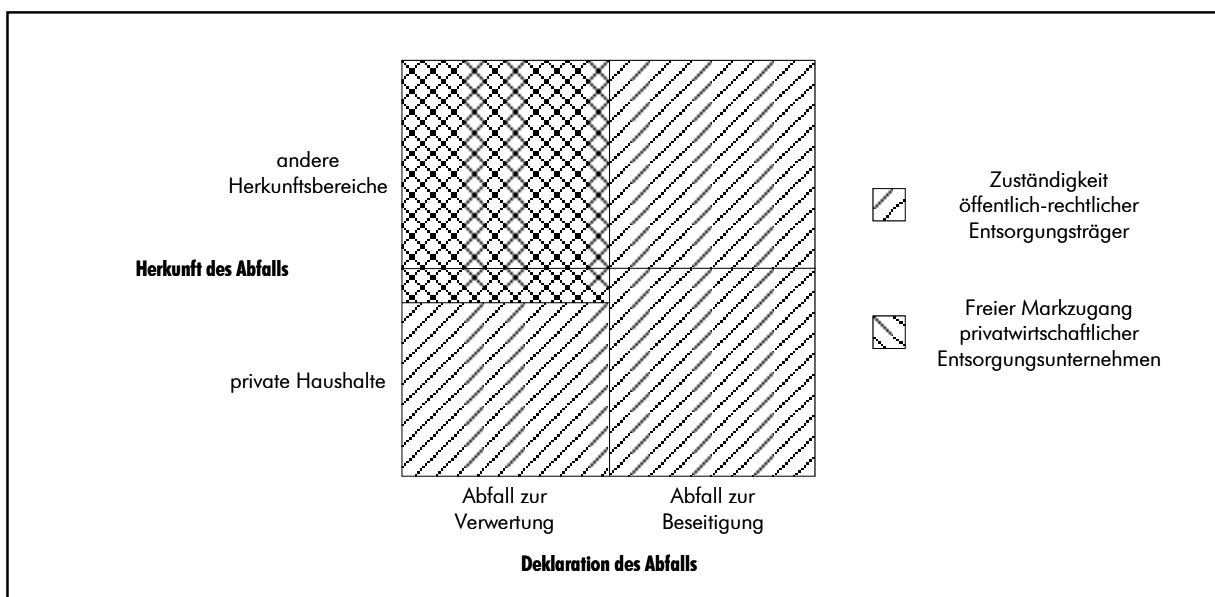 andere
Herkunftsbereiche
Herkunft des Abfalls
private Haushalte
Abfall zur
Verwertung
Abfall zur
Beseitigung
Deklaration des Abfalls
Zuständigkeit
öffentlich-rechtlicher
Entsorgungsträger
Freier Markzugang
privatwirtschaftlicher
Entsorgungsunternehmen